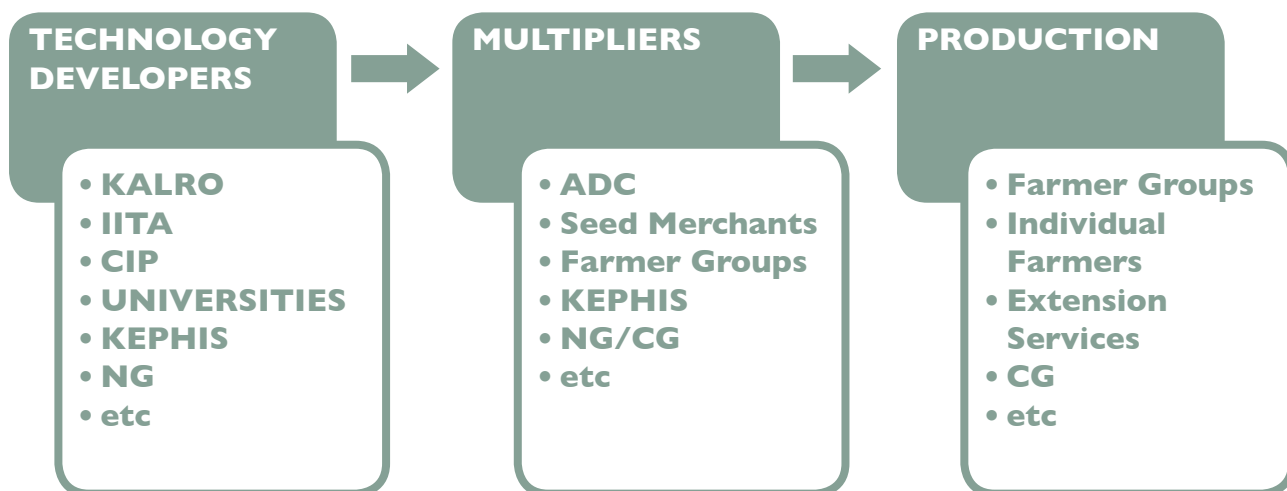 TECHNOLOGY
DEVELOPERS
• KALRO
• IITA
• CIP
• UNIVERSITIES
• KEPHIS
• NG
• etc
MULTIPLIERS
• ADC
• Seed Merchants
• Farmer Groups
• KEPHIS
• NG/CG
• etc
PRODUCTION
• Farmer Groups
• Individual
Farmers
• Extension
Services
• CG
• etc